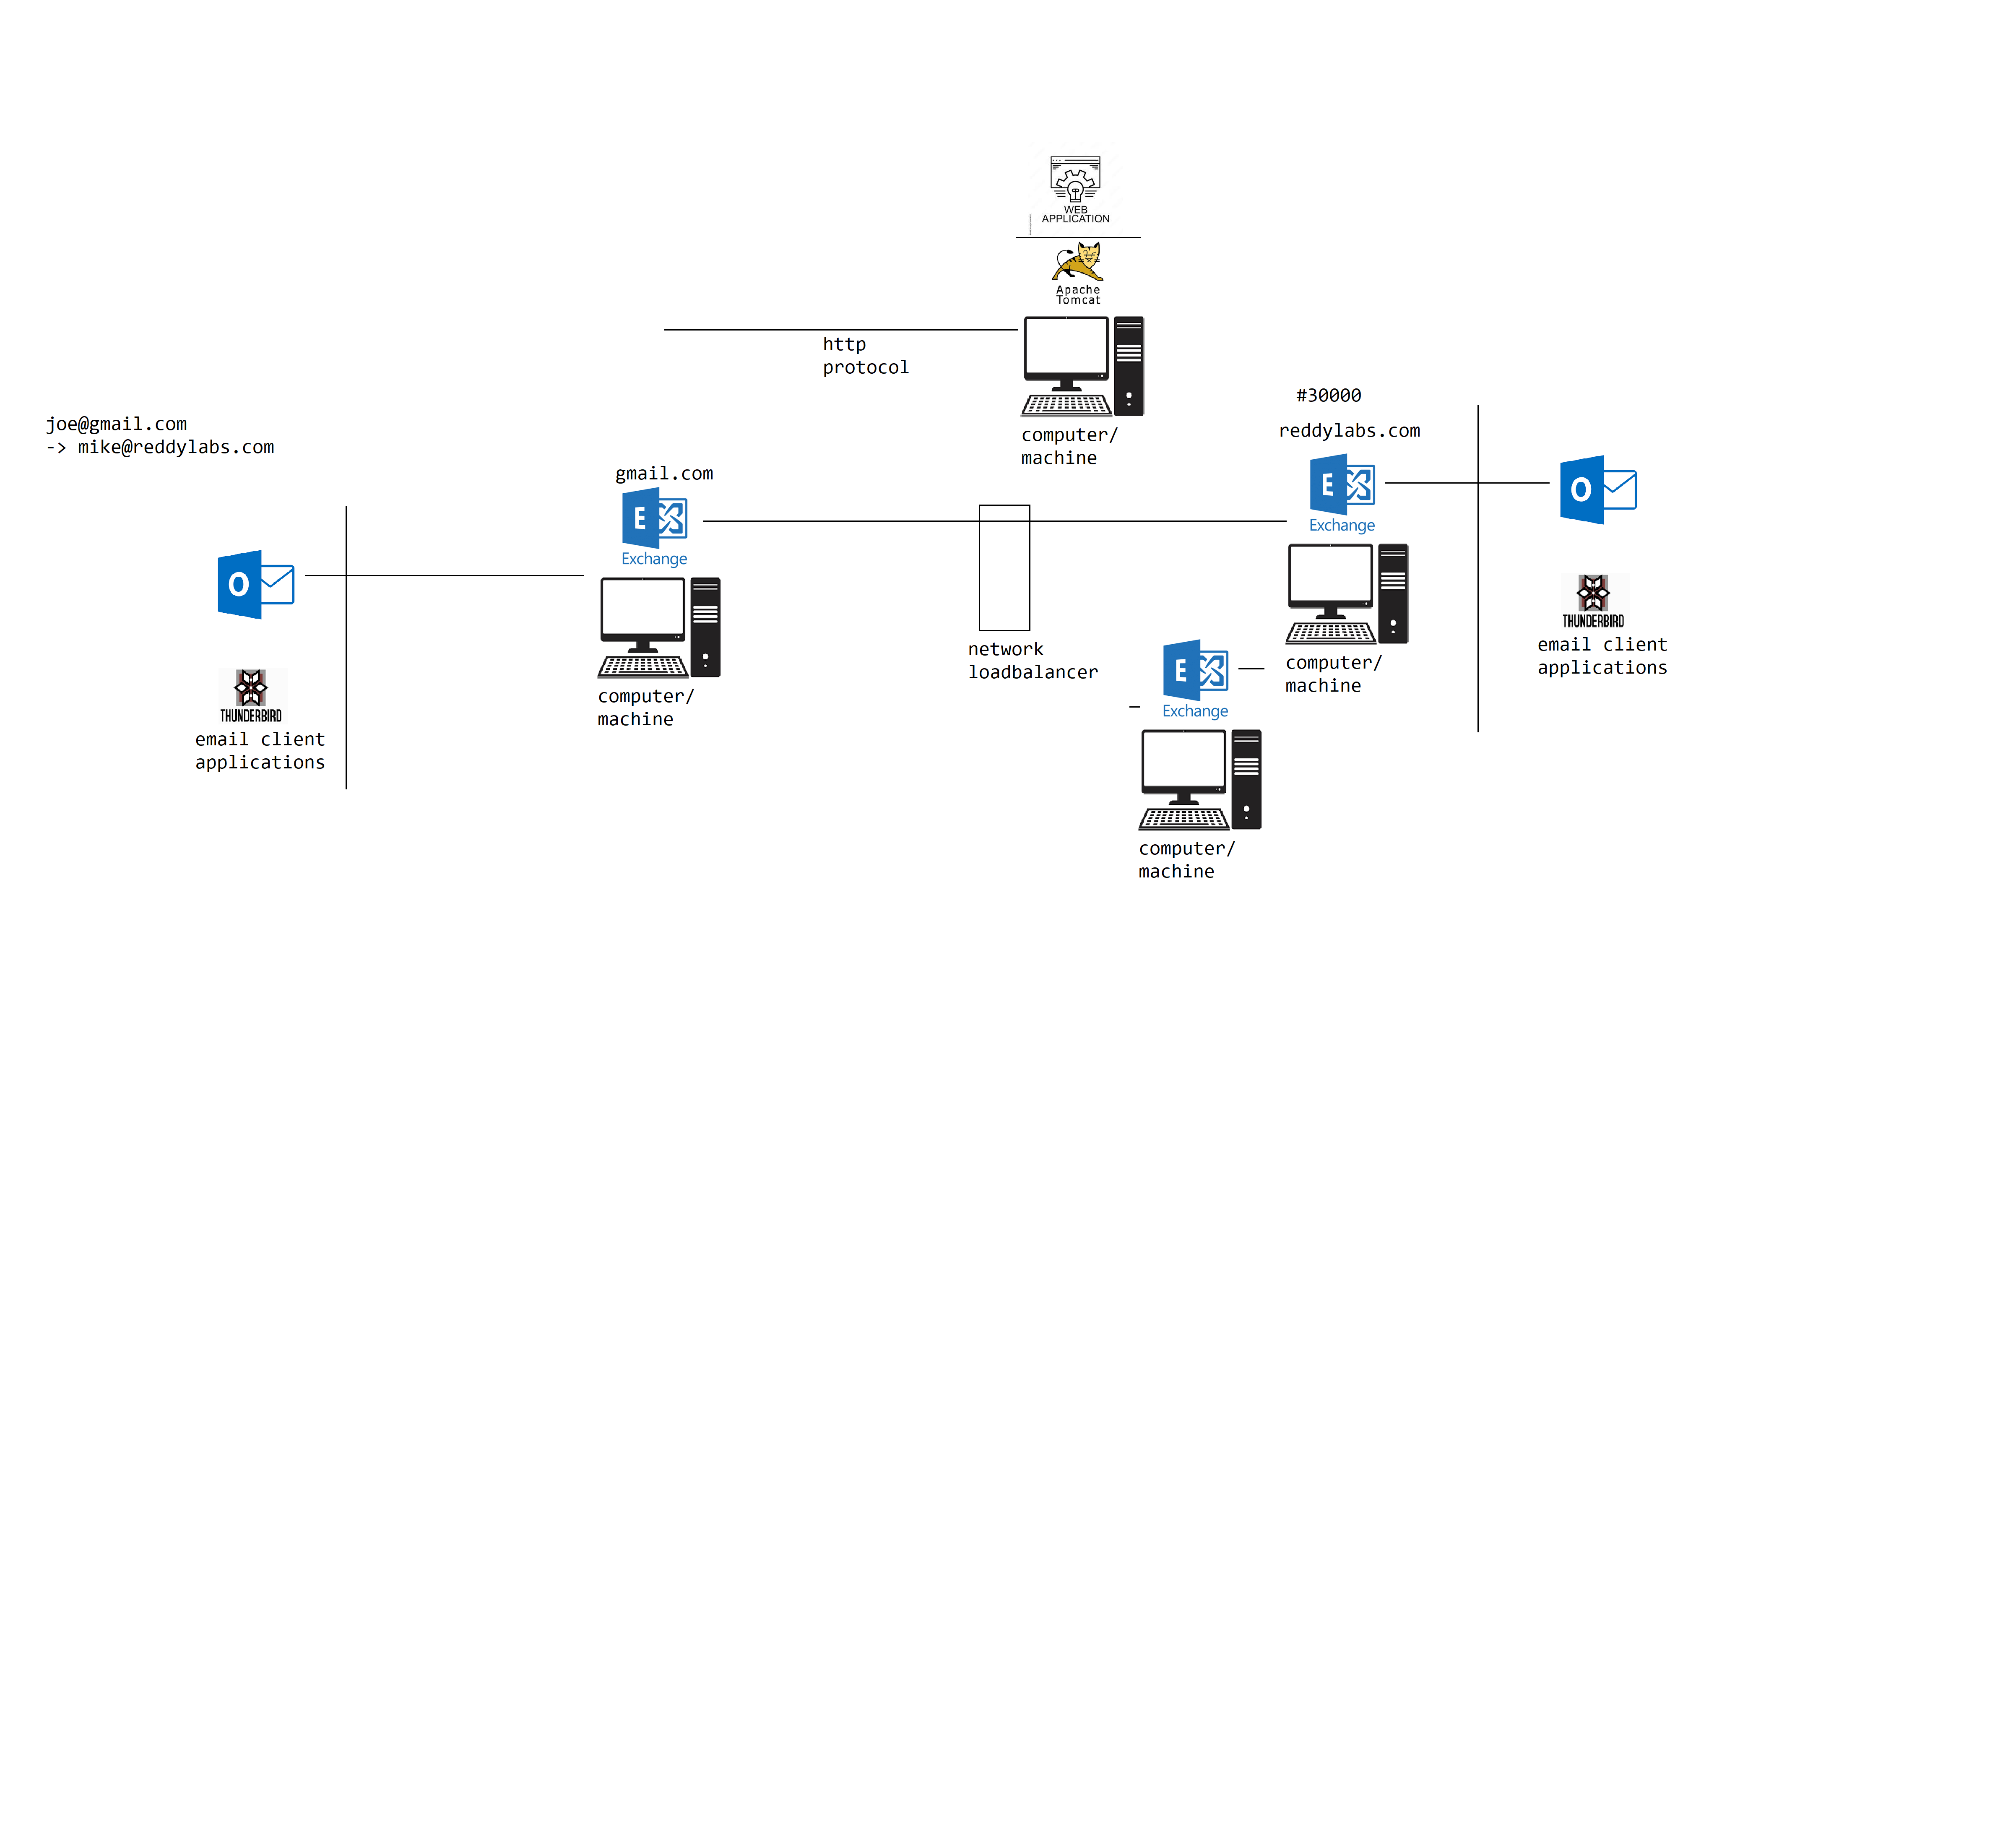 WEB
APPLICATION
Apache
Tomcat
http
protocol
computer/
machine
#30000
reddylabs.com
E
Exchange
O
joe@gmail.com
-> mike@reddylabs.com
gmail.com
E
Exchange
O
THUNDERBIRD
email client
applications
computer/
machine
network
loadbalancer
E
Exchange
computer/
machine
computer/
machine
THUNDERBIRD
email client
applications